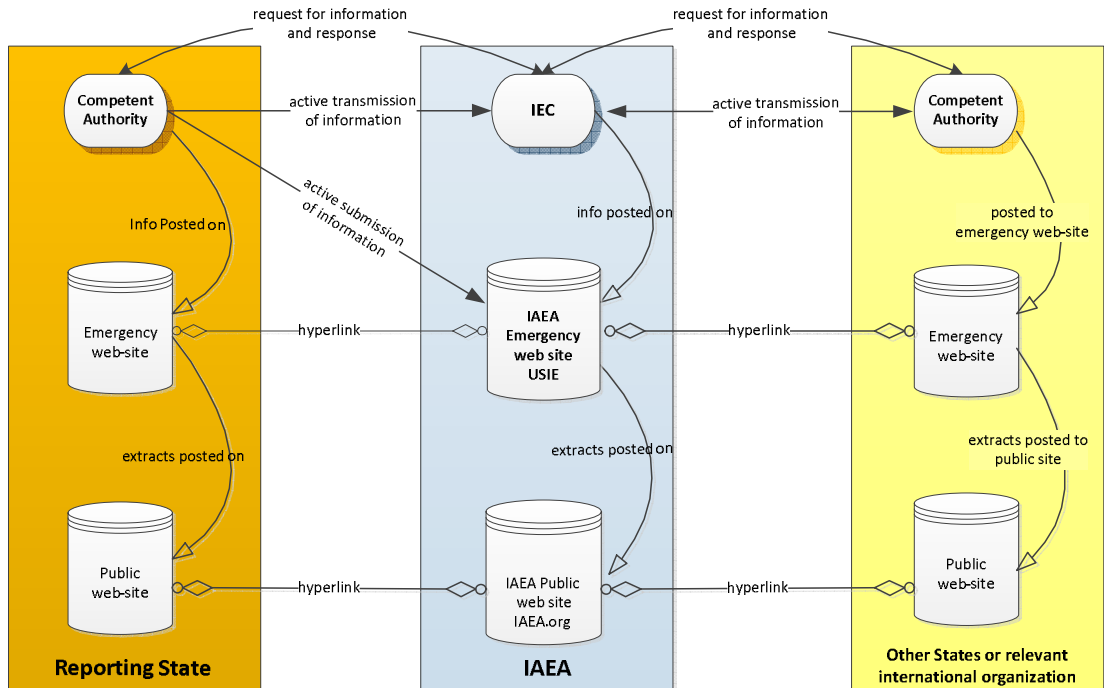 request for information
and response
request for information
and response
Competent
Authority
active transmission
of information
IEC
active transmission
of information
Competent
Authority
active submission
of information
Info Posted on
info posted on
posted to
emergency web-site
Emergency
web-site
hyperlink
IAEA
Emergency
web site
USIE
hyperlink
Emergency
web-site
extracts posted on
extracts posted on
extracts posted to
public site
Public
web-site
hyperlink
IAEA Public
web site
IAEA.org
hyperlink
Public
web-site
Reporting State
IAEA
Other States or relevant
international organization